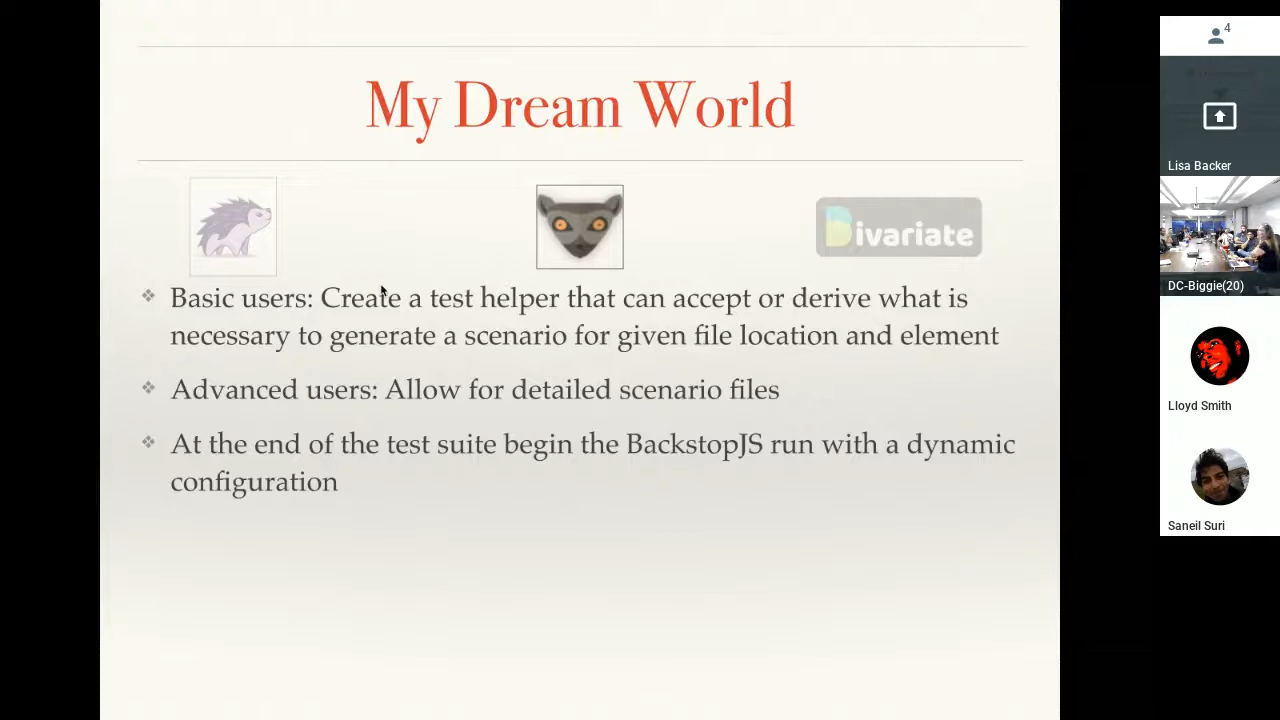 My Dream World
Divariate
Basic users: Create a test helper that can accept or derive what is
necessary to generate a scenario for given file location and element
Advanced users: Allow for detailed scenario files
At the end of the test suite begin the BackstopJS run with a dynamic
configuration
4
Lisa Backer
DC-Biggie(20)
Lloyd Smith
Saneil Suri